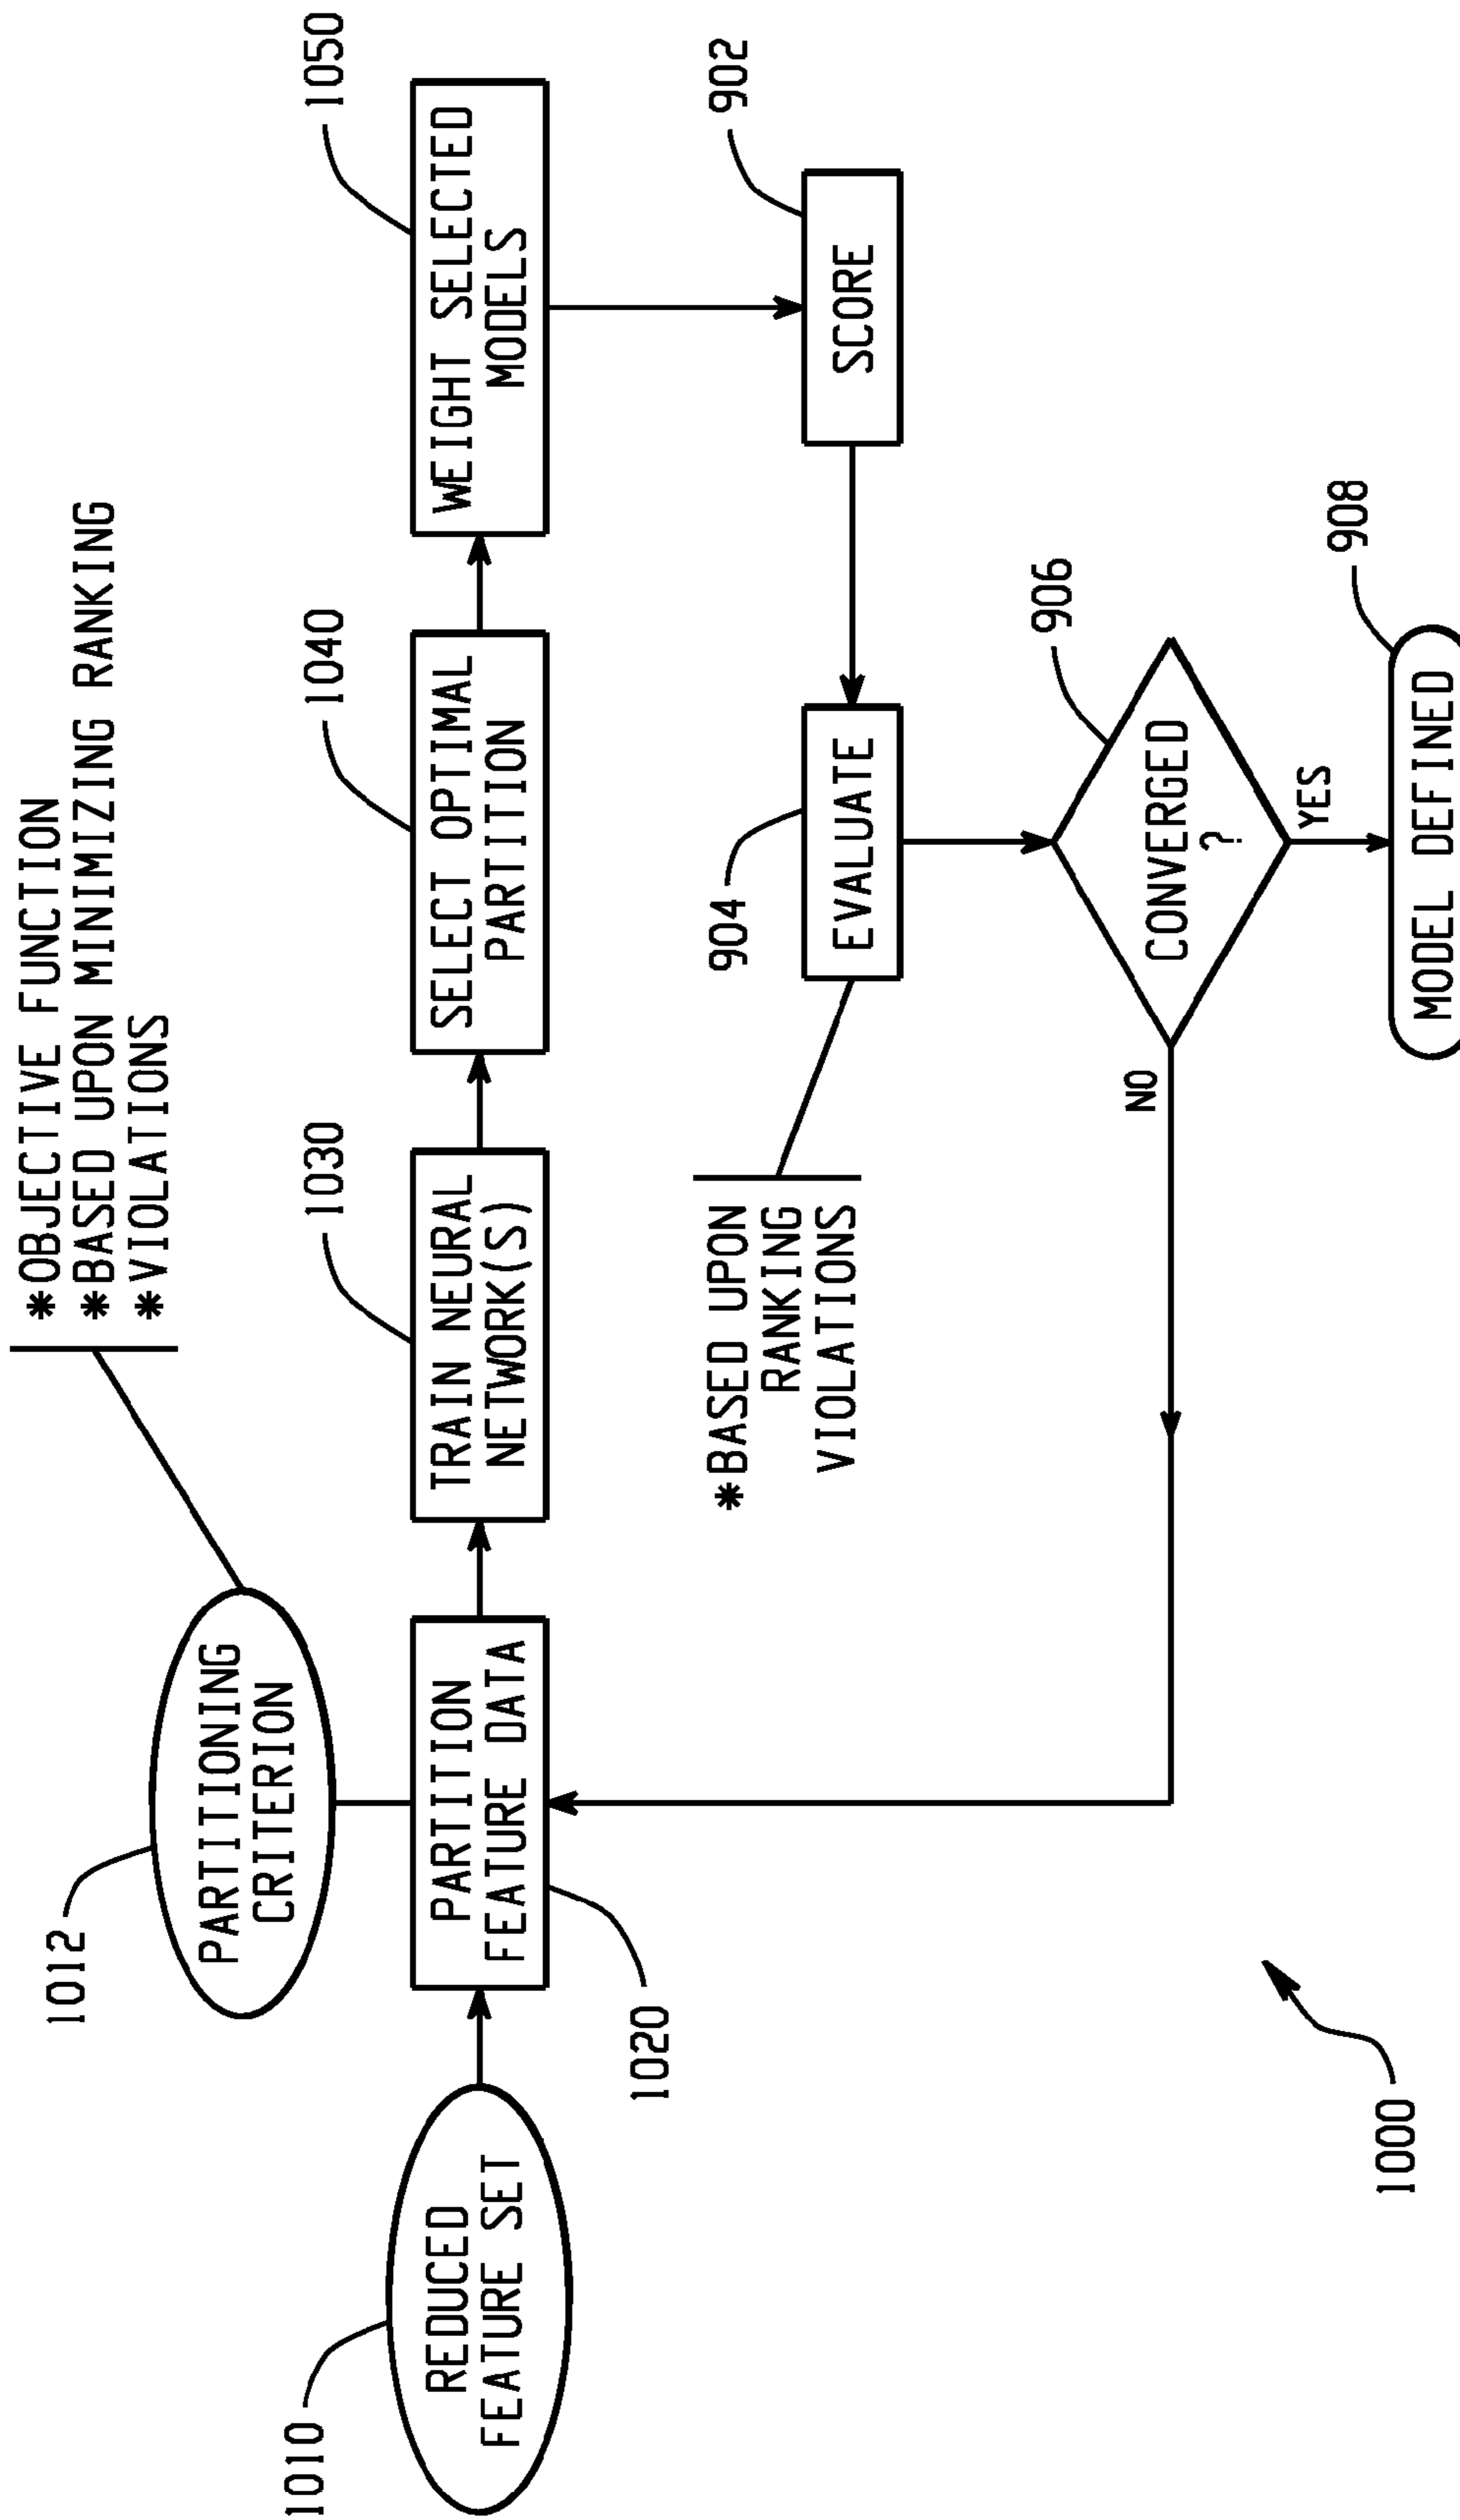 *OBJECTIVE FUNCTION
*BASED UPON MINIMIZING RANKING
*VIOLATIONS
1012
PARTITIONING
CRITERION
1010
REDUCED
FEATURE SET
1020
PARTITION
FEATURE DATA
1030
TRAIN NEURAL
NETWORK(S)
1040
SELECT OPTIMAL
PARTITION
1050
WEIGHT SELECTED
MODELS
902
SCORE
904
EVALUATE
*BASED UPON
RANKING
VIOLATIONS
906
CONVERGED
?
NO
YES
908
MODEL DEFINED
1000